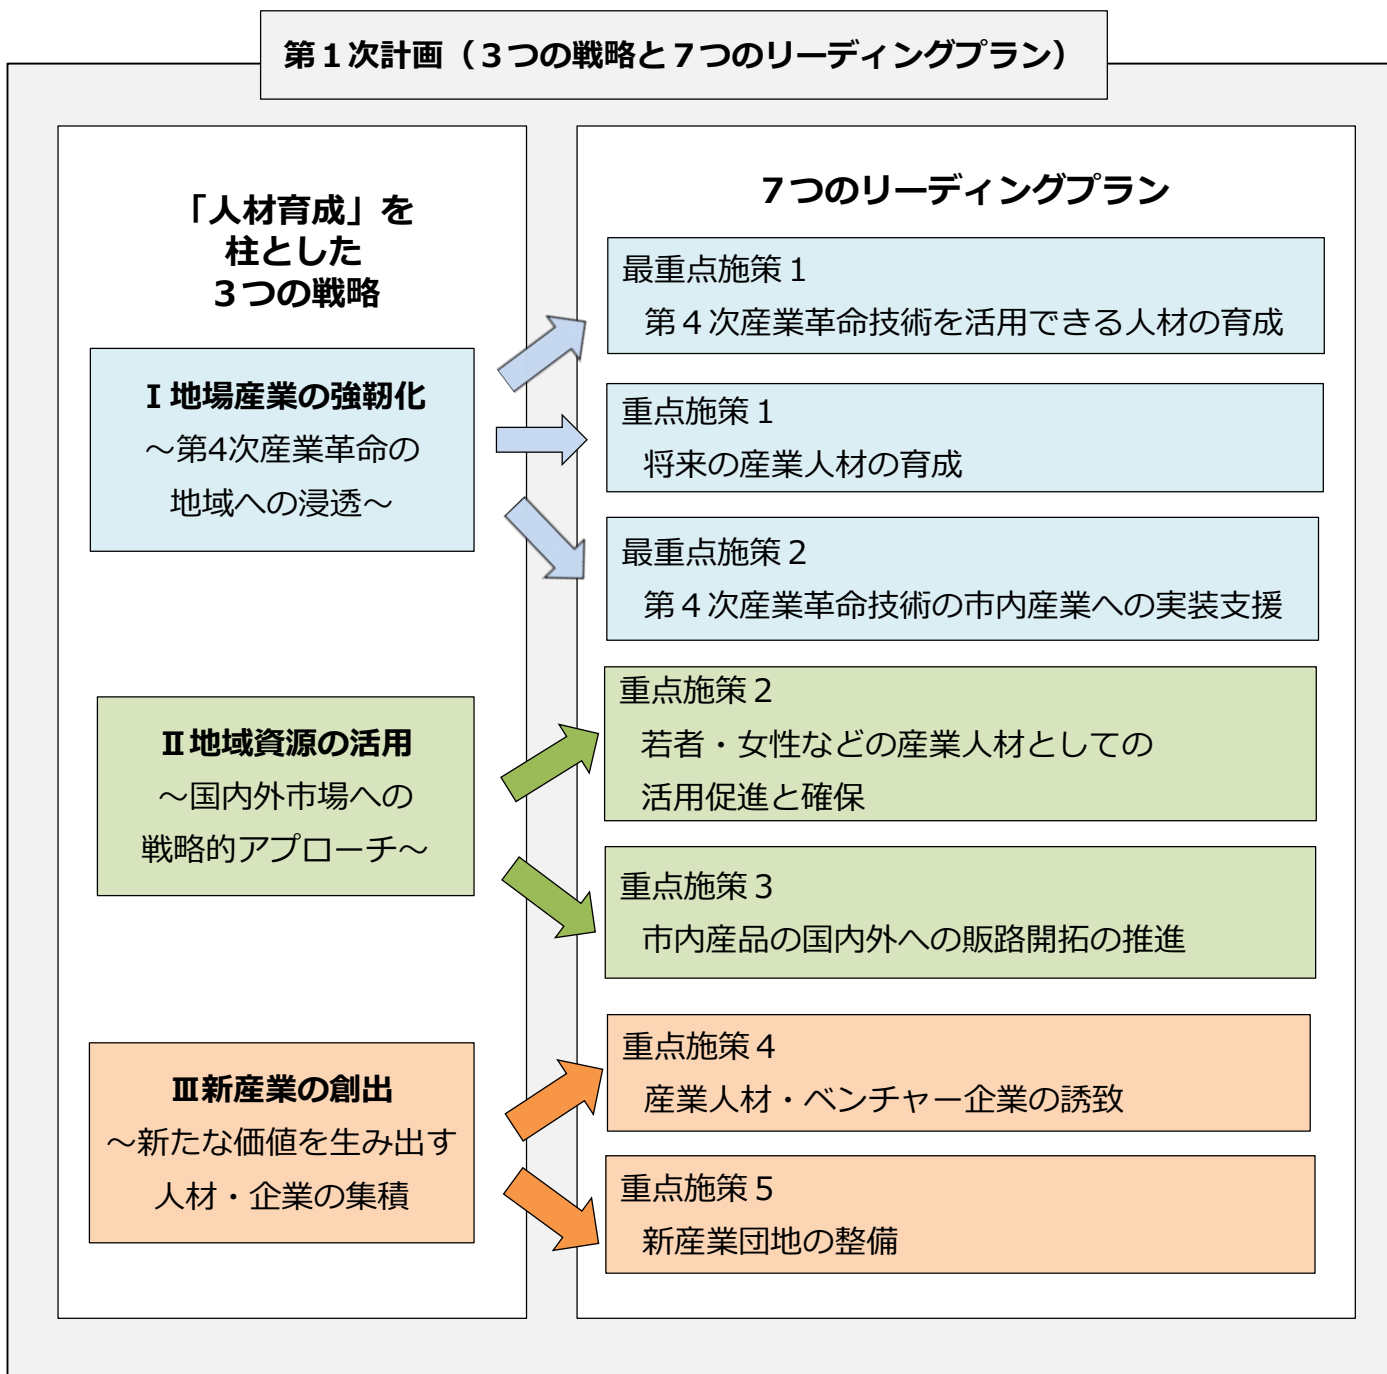 第１次計画（３つの戦略と７つのリーディングプラン）
「人材育成」を
柱とした
３つの戦略
Ⅰ地場産業の強靭化
～第4次産業革命の
地域への浸透～
Ⅱ地域資源の活用
～国内外市場への
戦略的アプローチ～
Ⅲ新産業の創出
～新たな価値を生み出す
人材・企業の集積
７つのリーディングプラン
最重点施策１
第４次産業革命技術を活用できる人材の育成
重点施策１
将来の産業人材の育成
最重点施策２
第４次産業革命技術の市内産業への実装支援
重点施策２
若者・女性などの産業人材としての
活用促進と確保
重点施策３
市内産品の国内外への販路開拓の推進
重点施策４
産業人材・ベンチャー企業の誘致
重点施策５
新産業団地の整備